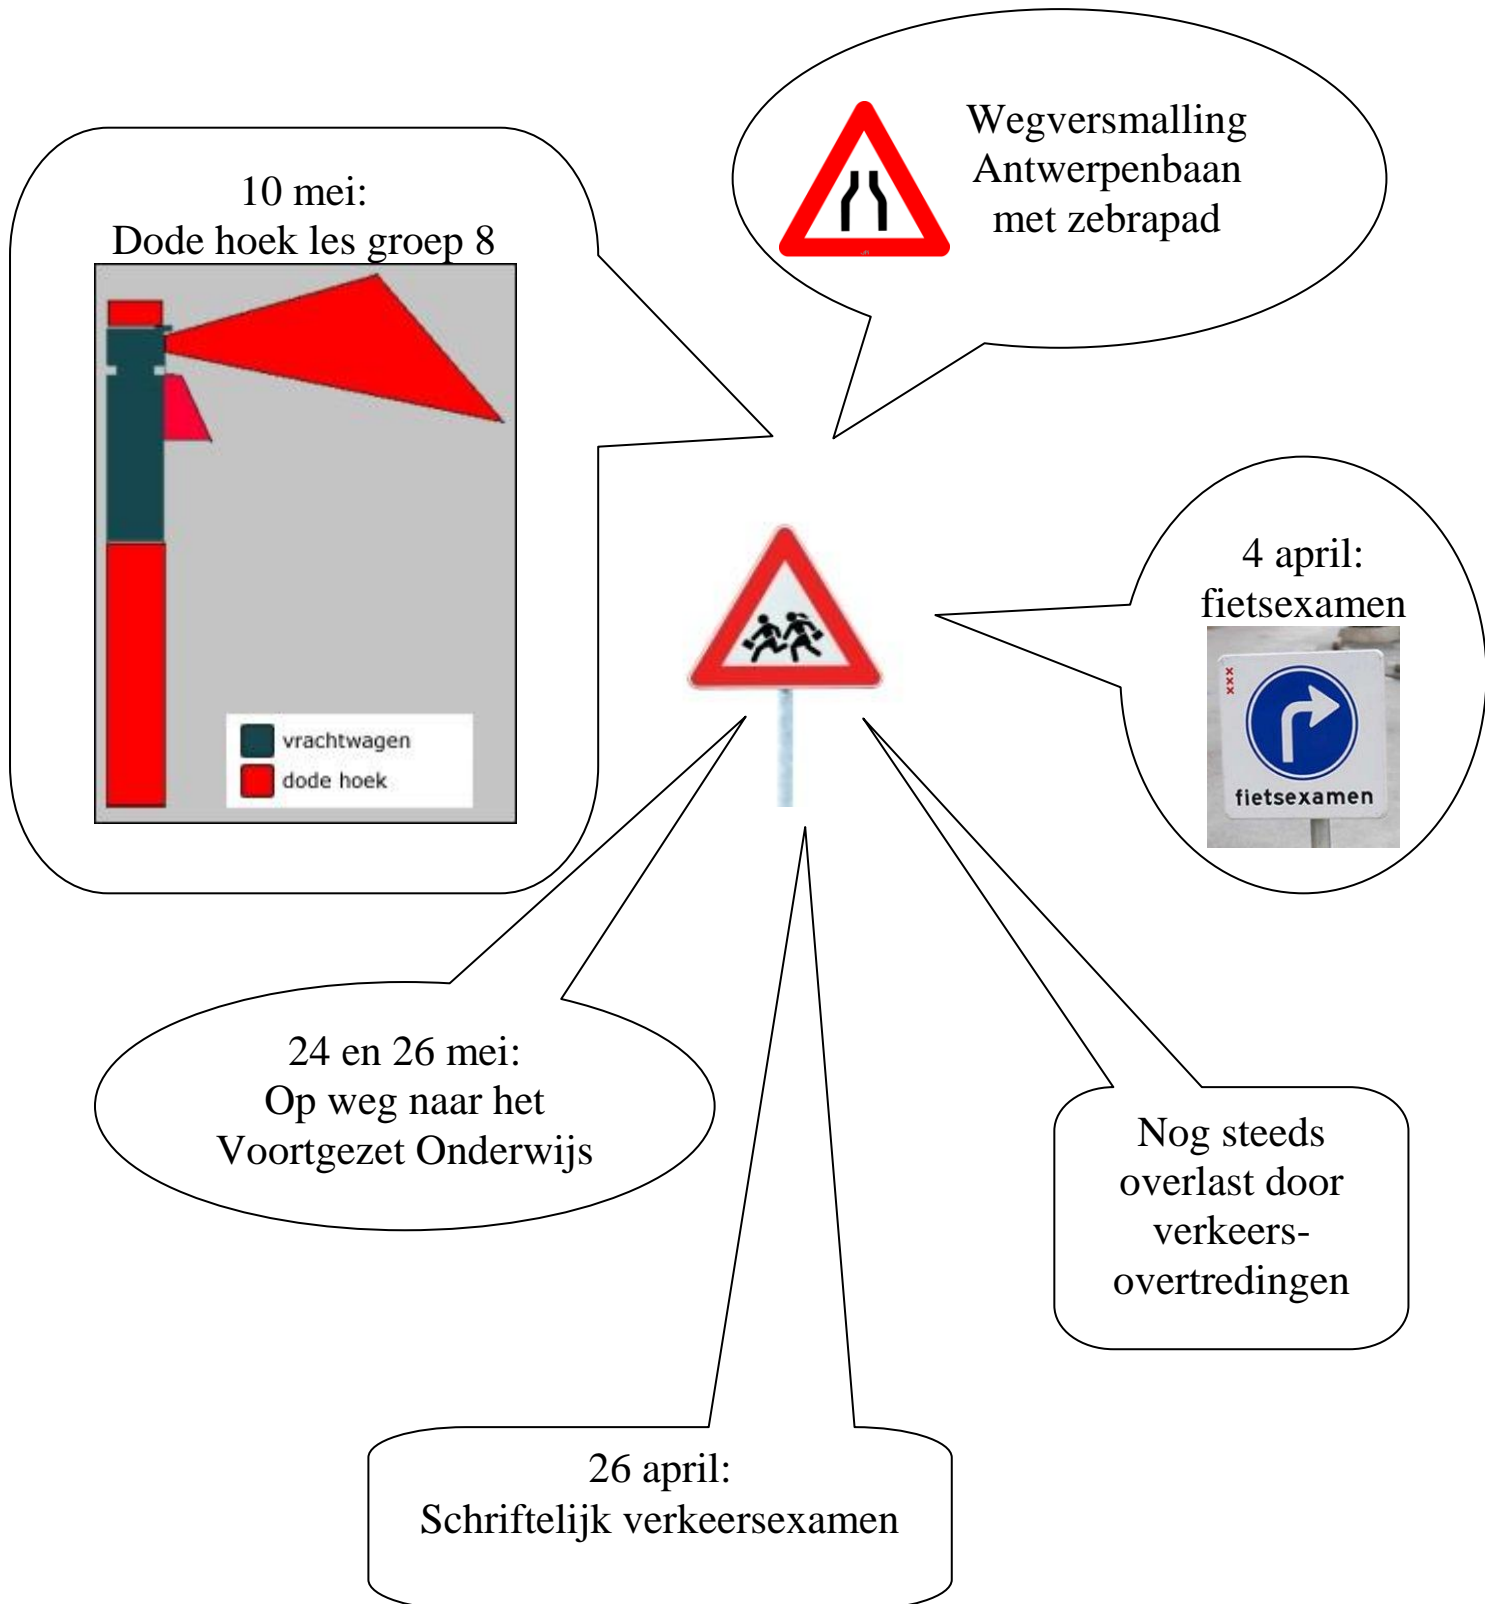 Wegversmalling
Antwerpenbaan
met zebrapad
10 mei:
Dode hoek les groep 8
vrachtwagen
dode hoek
4 april:
fietsexamen
xxx
fietsexamen
24 en 26 mei:
Op weg naar het
Voortgezet Onderwijs
Nog steeds
overlast door
verkeers-
overtredingen
26 april:
Schriftelijk verkeersexamen